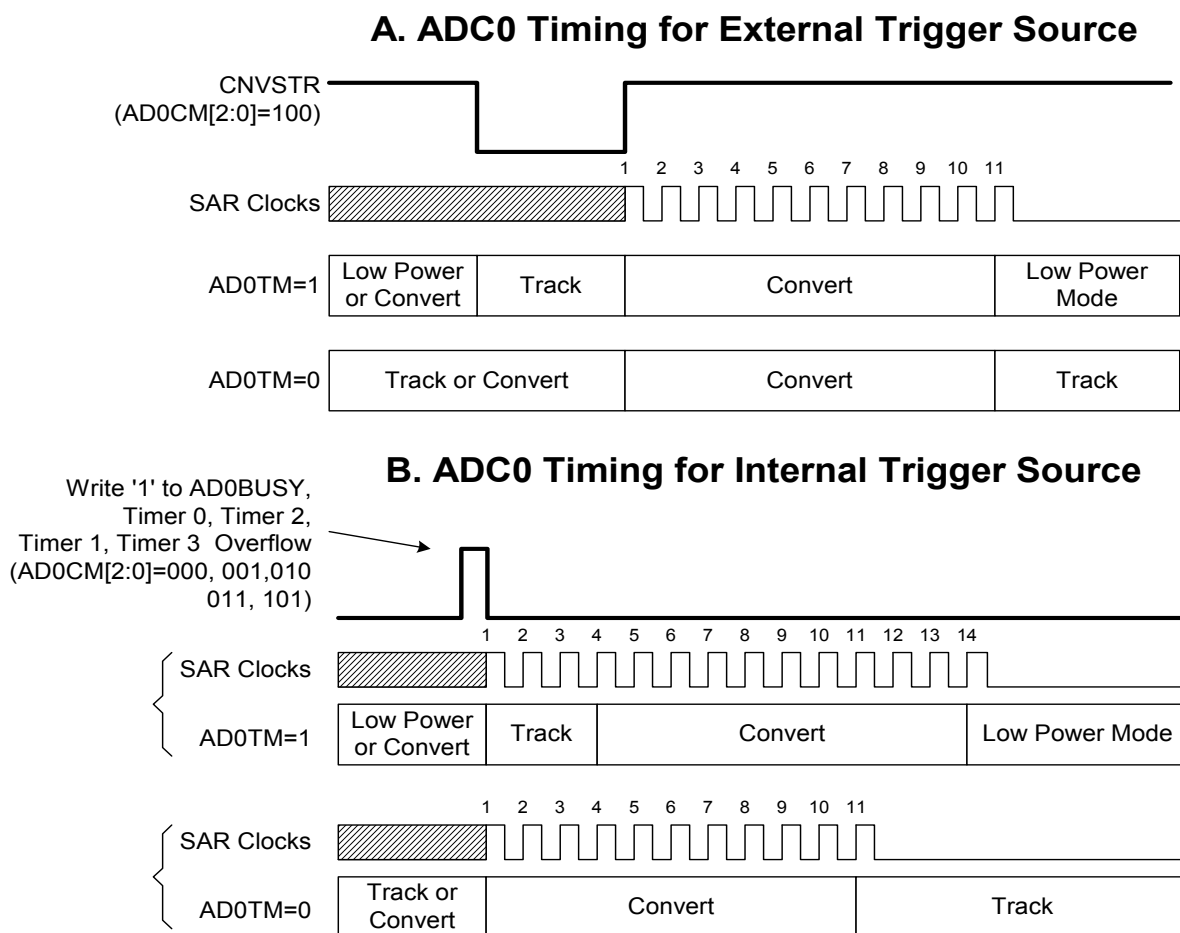 A. ADC0 Timing for External Trigger Source
CNVSTR
(AD0CM[2:0]=100)
1 2 3 4 5 6 7 8 9 10 11
SAR Clocks
AD0TM=1
Low Power
or Convert
Track
Convert
Low Power
Mode
AD0TM=0
Track or Convert
Convert
Track
B. ADC0 Timing for Internal Trigger Source
Write '1' to AD0BUSY,
Timer 0, Timer 2,
Timer 1, Timer 3 Overflow
(AD0CM[2:0]=000, 001,010
011, 101)
1 2 3 4 5 6 7 8 9 10 11 12 13 14
SAR Clocks
AD0TM=1
Low Power
or Convert
Track
Convert
Low Power Mode
1 2 3 4 5 6 7 8 9 10 11
SAR Clocks
AD0TM=0
Track or
Convert
Convert
Track